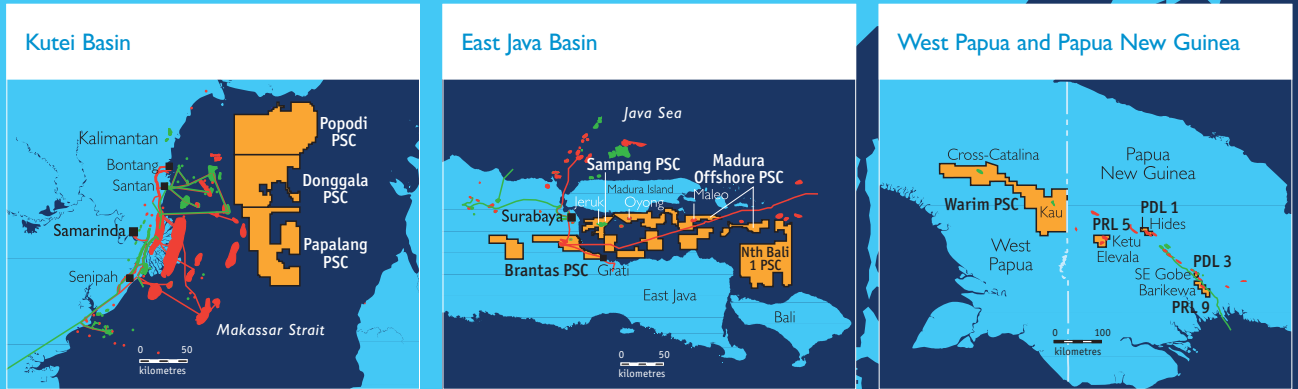 Kutei Basin
Kalimantan
Bontang
Santan
Samarinda
Senipah
Popodi
PSC
Donggala
PSC
Papalang
PSC
Makassar Strait
0 50
kilometres
East Java Basin
Java Sea
Sampang PSC
Madura
Offshore PSC
Madura Island
Jeruk
Oyong
Maleo
Surabaya
Brantas PSC
Grati
Nth Bali
1 PSC
East Java
Bali
0 50
kilometres
West Papua and Papua New Guinea
Cross-Catalina
Papua
New Guinea
Warim PSC
Kau
West
Papua
PDL 1
Hides
PRL 5
Ketu
Elevala
PDL 3
SE Gobe
Barikewa
PRL 9
0 100
kilometres